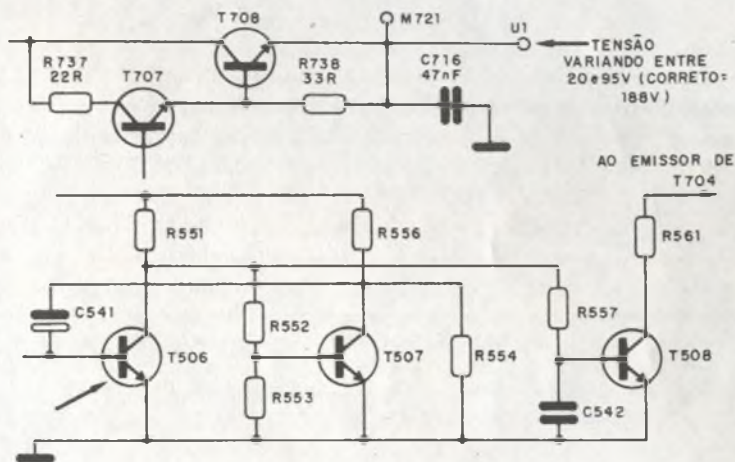 T708
M721
U1
R737
22R
T707
R738
33R
C716
47nF
TENSÃO
VARIANDO ENTRE
20 e 95V (CORRETO=
188V)
AO EMISSOR DE
T704
R551
R556
R561
C541
R552
R557
T506
T507
R554
T508
R553
C542